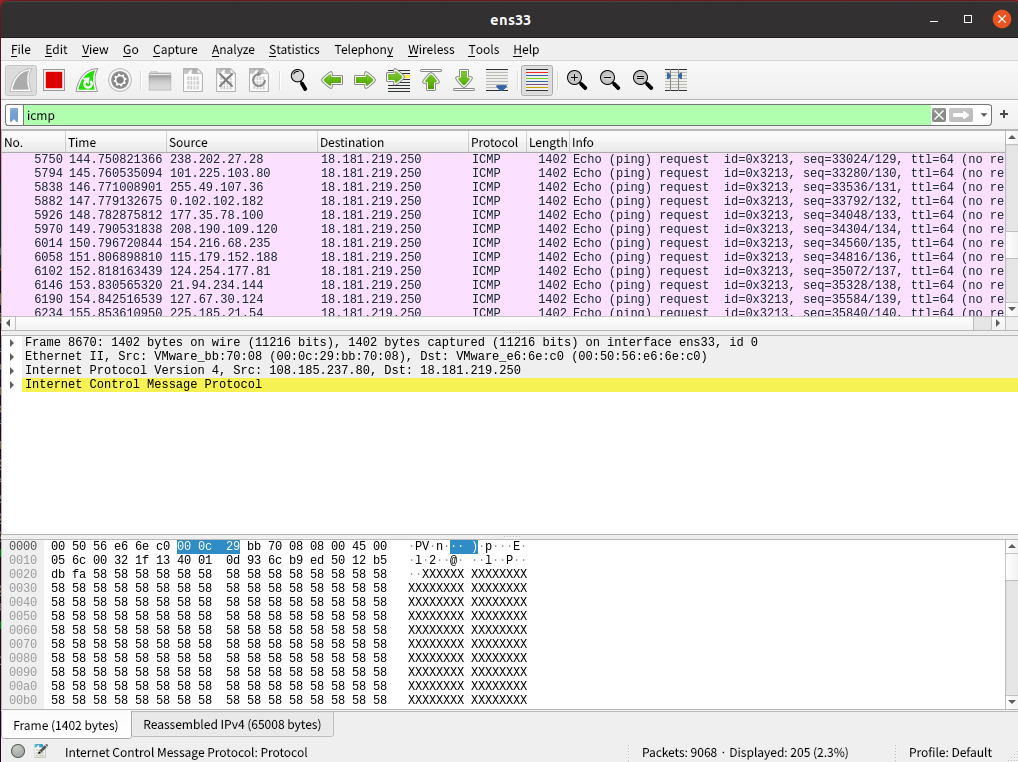 ens33
File Edit View Go Capture Analyze Statistics Telephony Wireless Tools Help
icmp
No. Time Source Destination Protocol Length Info
5750 144.750821366 238.202.27.28 18.181.219.250 ICMP 1402 Echo (ping) request id=0x3213, seq=33024/129, ttl=64 (no re
5794 145.760535094 101.225.103.80 18.181.219.250 ICMP 1402 Echo (ping) request id=0x3213, seq=33280/130, ttl=64 (no re
5838 146.771008901 255.49.107.36 18.181.219.250 ICMP 1402 Echo (ping) request id=0x3213, seq=33536/131, ttl=64 (no re
5882 147.779132675 0.102.102.182 18.181.219.250 ICMP 1402 Echo (ping) request id=0x3213, seq=33792/132, ttl=64 (no re
5926 148.782875812 177.35.78.100 18.181.219.250 ICMP 1402 Echo (ping) request id=0x3213, seq=34048/133, ttl=64 (no re
5970 149.790531838 208.190.109.120 18.181.219.250 ICMP 1402 Echo (ping) request id=0x3213, seq=34304/134, ttl=64 (no re
6014 150.796720844 154.216.68.235 18.181.219.250 ICMP 1402 Echo (ping) request id=0x3213, seq=34560/135, ttl=64 (no re
6058 151.806898810 115.179.152.188 18.181.219.250 ICMP 1402 Echo (ping) request id=0x3213, seq=34816/136, ttl=64 (no re
6102 152.818163439 124.254.177.81 18.181.219.250 ICMP 1402 Echo (ping) request id=0x3213, seq=35072/137, ttl=64 (no re
6146 153.830565320 21.94.234.144 18.181.219.250 ICMP 1402 Echo (ping) request id=0x3213, seq=35328/138, ttl=64 (no re
6190 154.842516539 127.67.30.124 18.181.219.250 ICMP 1402 Echo (ping) request id=0x3213, seq=35584/139, ttl=64 (no re
6234 155.853610950 225.185.21.54 18.181.219.250 ICMP 1402 Echo (ping) request id=0x3213, seq=35840/140, ttl=64 (no re
Frame 8670: 1402 bytes on wire (11216 bits), 1402 bytes captured (11216 bits) on interface ens33, id 0
Ethernet II, Src: VMware_bb:70:08 (00:0c:29:bb:70:08), Dst: VMware_e6:6e:c0 (00:50:56:e6:6e:c0)
Internet Protocol Version 4, Src: 108.185.237.80, Dst: 18.181.219.250
Internet Control Message Protocol
0000 00 50 56 e6 6e c0 00 0c 29 bb 70 08 08 00 45 00 ·PV·n··· )·p···E·
0010 05 6c 00 32 1f 13 40 01 0d 93 6c b9 ed 50 12 b5 ·l·2··@· ··l··P··
0020 db fa 58 58 58 58 58 58 58 58 58 58 58 58 58 58 ··XXXXXX XXXXXXXX
0030 58 58 58 58 58 58 58 58 58 58 58 58 58 58 58 58 XXXXXXXX XXXXXXXX
0040 58 58 58 58 58 58 58 58 58 58 58 58 58 58 58 58 XXXXXXXX XXXXXXXX
0050 58 58 58 58 58 58 58 58 58 58 58 58 58 58 58 58 XXXXXXXX XXXXXXXX
0060 58 58 58 58 58 58 58 58 58 58 58 58 58 58 58 58 XXXXXXXX XXXXXXXX
0070 58 58 58 58 58 58 58 58 58 58 58 58 58 58 58 58 XXXXXXXX XXXXXXXX
0080 58 58 58 58 58 58 58 58 58 58 58 58 58 58 58 58 XXXXXXXX XXXXXXXX
0090 58 58 58 58 58 58 58 58 58 58 58 58 58 58 58 58 XXXXXXXX XXXXXXXX
00a0 58 58 58 58 58 58 58 58 58 58 58 58 58 58 58 58 XXXXXXXX XXXXXXXX
00b0 58 58 58 58 58 58 58 58 58 58 58 58 58 58 58 58 XXXXXXXX XXXXXXXX
Frame (1402 bytes) Reassembled IPv4 (65008 bytes)
Internet Control Message Protocol: Protocol Packets: 9068 · Displayed: 205 (2.3%) Profile: Default